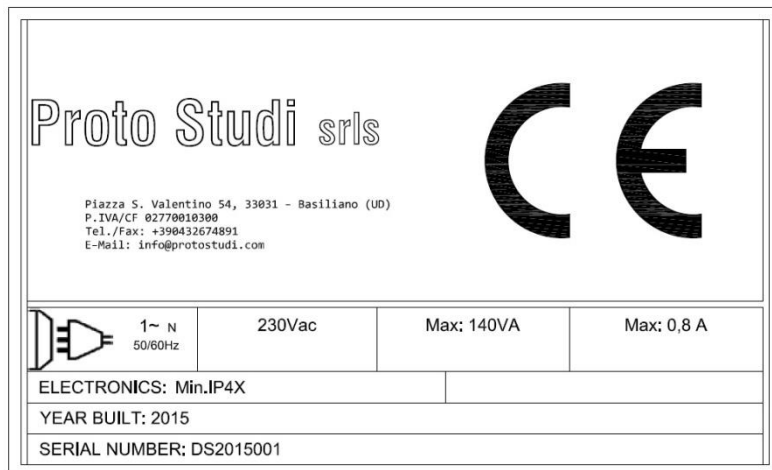 Proto Studi srls
CE
Piazza S. Valentino 54, 33031 - Basiliano (UD)
P.IVA/CF 02770010300
Tel./Fax: +390432674891
E-Mail: info@protostudi.com
1~ N
50/60Hz
230Vac
Max: 140VA
Max: 0,8 A
ELECTRONICS: Min.IP4X
YEAR BUILT: 2015
SERIAL NUMBER: DS2015001